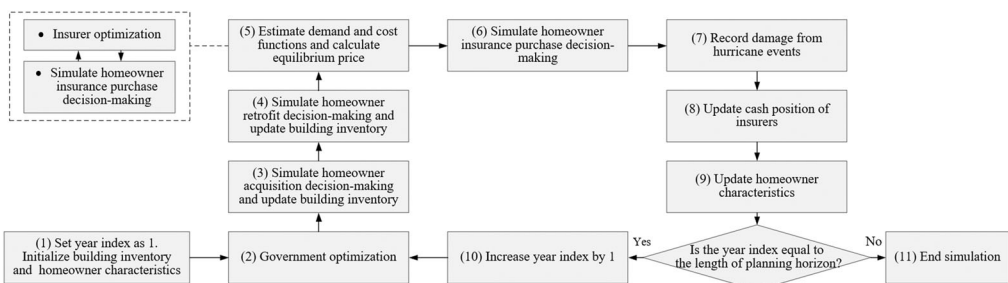 • Insurer optimization
• Simulate homeowner
insurance purchase
decision-making
(5) Estimate demand and cost
functions and calculate
equilibrium price
(6) Simulate homeowner
insurance purchase decision-
making
(7) Record damage from
hurricane events
(4) Simulate homeowner
retrofit decision-making and
update building inventory
(8) Update cash position of
insurers
(3) Simulate homeowner
acquisition decision-making
and update building inventory
(9) Update homeowner
characteristics
(1) Set year index as 1.
Initialize building inventory
and homeowner characteristics
(2) Government optimization
(10) Increase year index by 1
Yes
Is the year index equal to
the length of planning horizon?
No
(11) End simulation